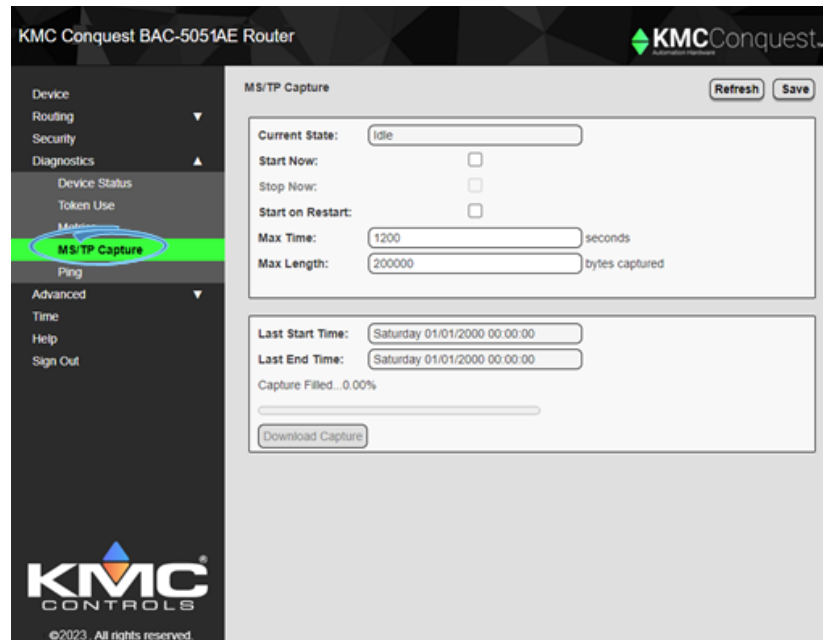 KMC Conquest BAC-5051AE Router
KMCConquest™
Automation Hardware
Device
Routing ▼
Security
Diagnostics ▲
Device Status
Token Use
Metrics
MS/TP Capture
Ping
Advanced ▼
Time
Help
Sign Out
KMC®
CONTROLS
©2023 . All rights reserved.
MS/TP Capture
Refresh Save
Current State: Idle
Start Now:
Stop Now:
Start on Restart:
Max Time: 1200 seconds
Max Length: 200000 bytes captured
Last Start Time: Saturday 01/01/2000 00:00:00
Last End Time: Saturday 01/01/2000 00:00:00
Capture Filled...0.00%
Download Capture